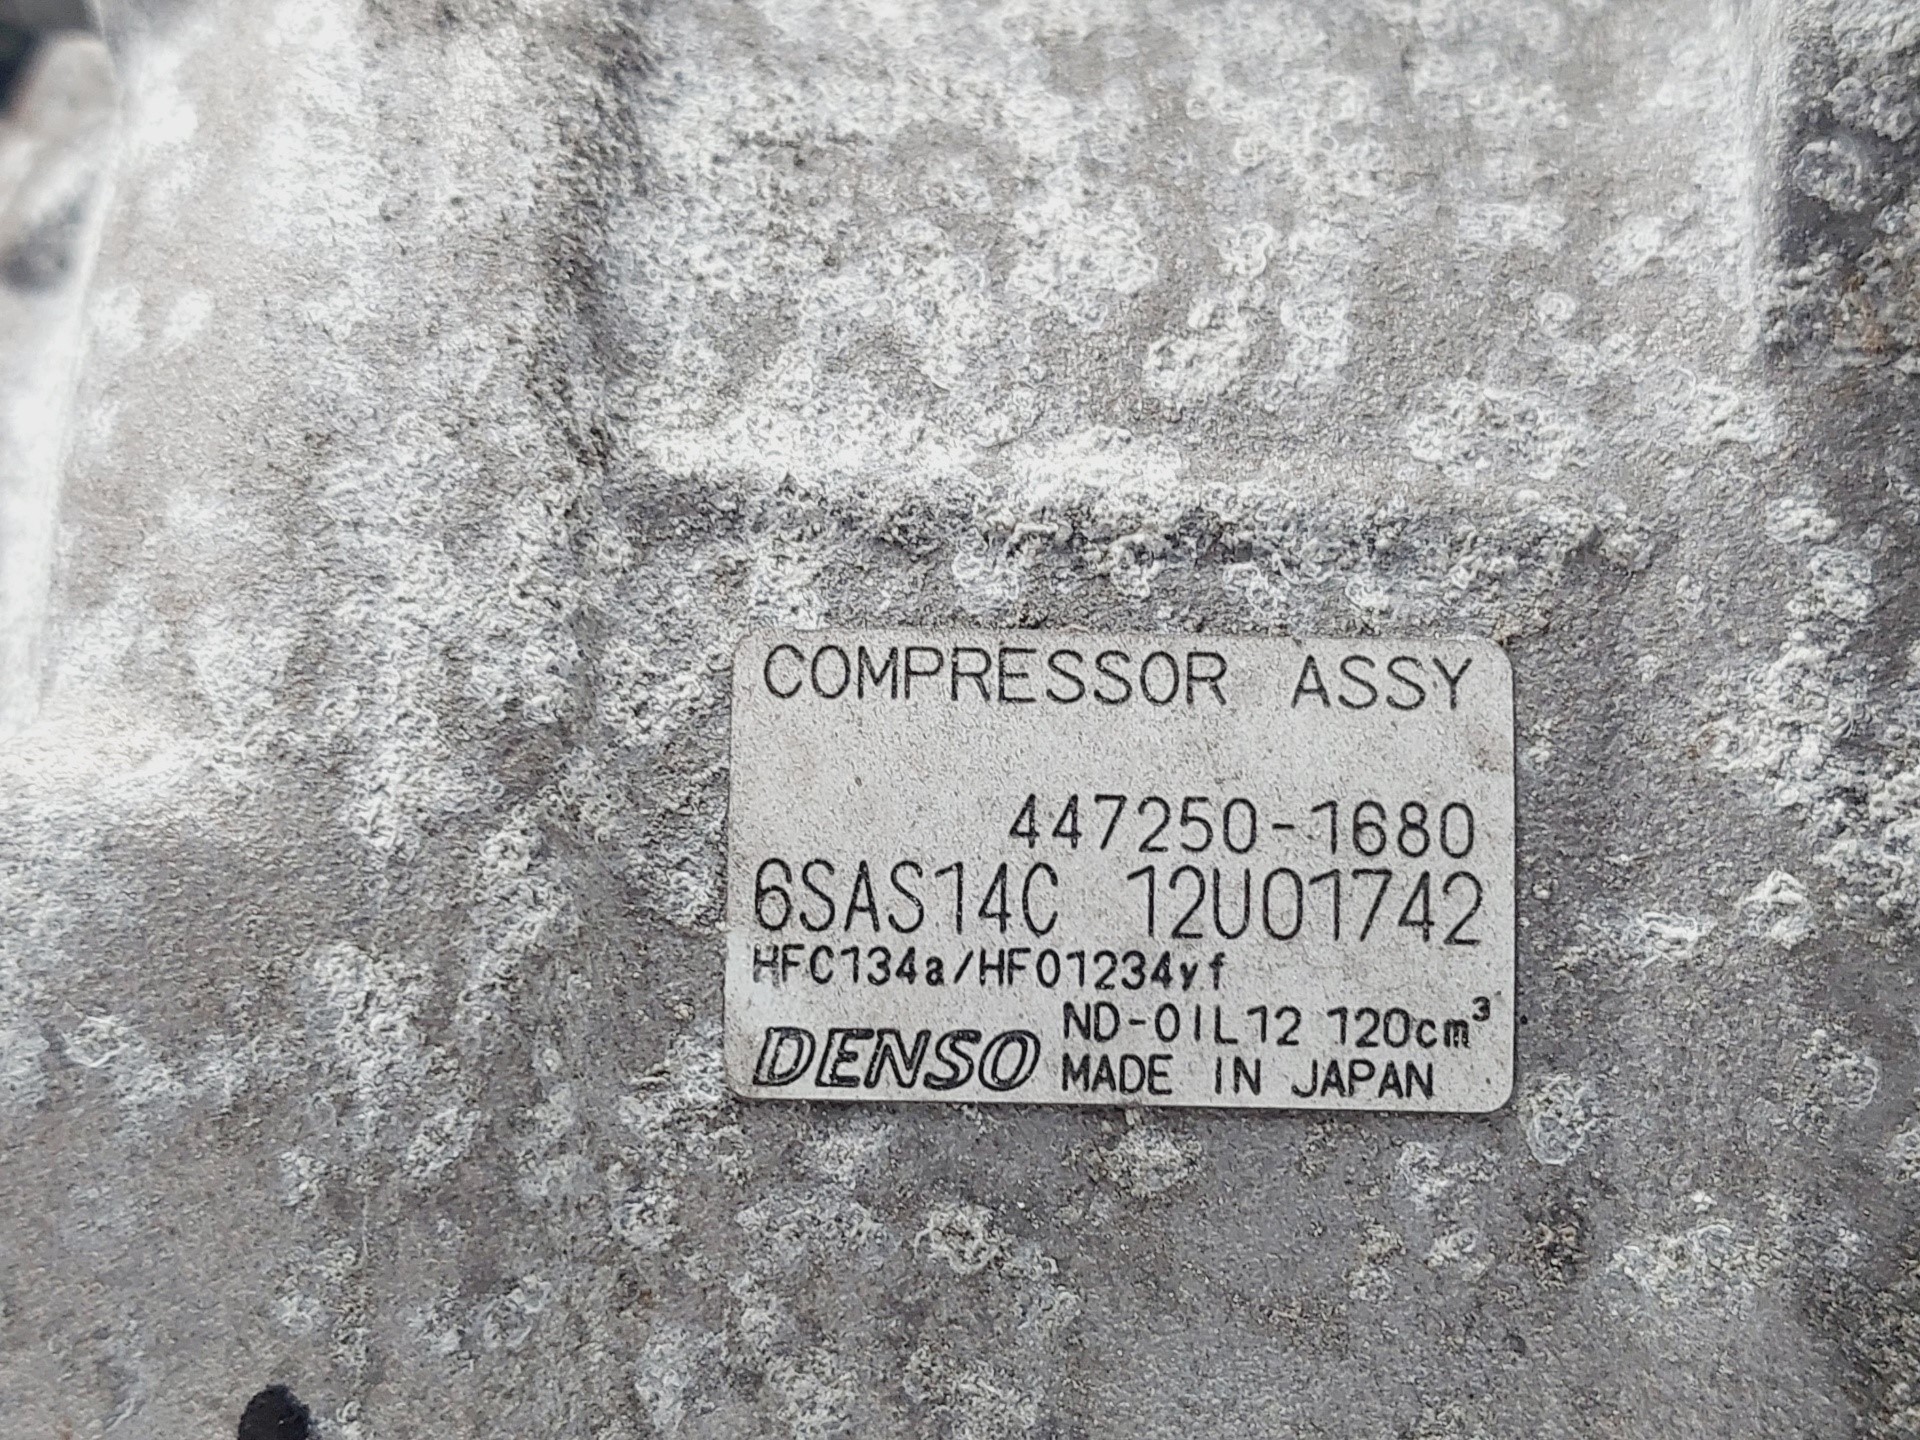 COMPRESSOR ASSY
447250-1680
6SAS14C 12U01742
HFC134a/HFO1234yf
ND-OIL12 120cm³
DENSO MADE IN JAPAN